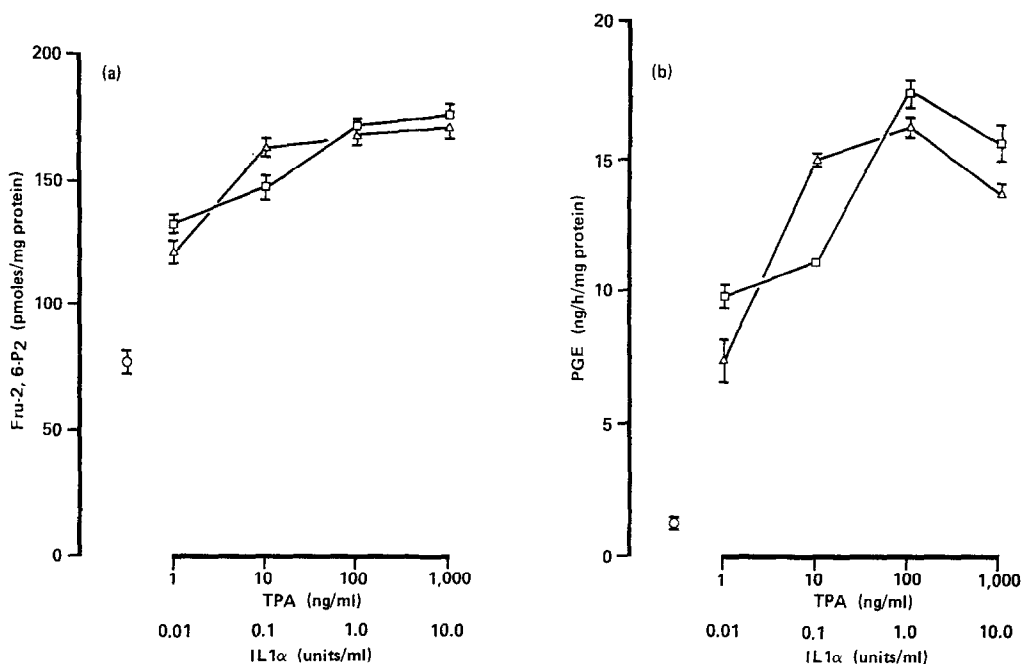 (a)
200
150
100
50
0
Fru-2, 6-P2 (pmoles/mg protein)
1 10 100 1,000
TPA (ng/ml)
0.01 0.1 1.0 10.0
IL1α (units/ml)
(b)
20
15
10
5
0
PGE (ng/h/mg protein)
1 10 100 1,000
TPA (ng/ml)
0.01 0.1 1.0 10.0
IL1α (units/ml)